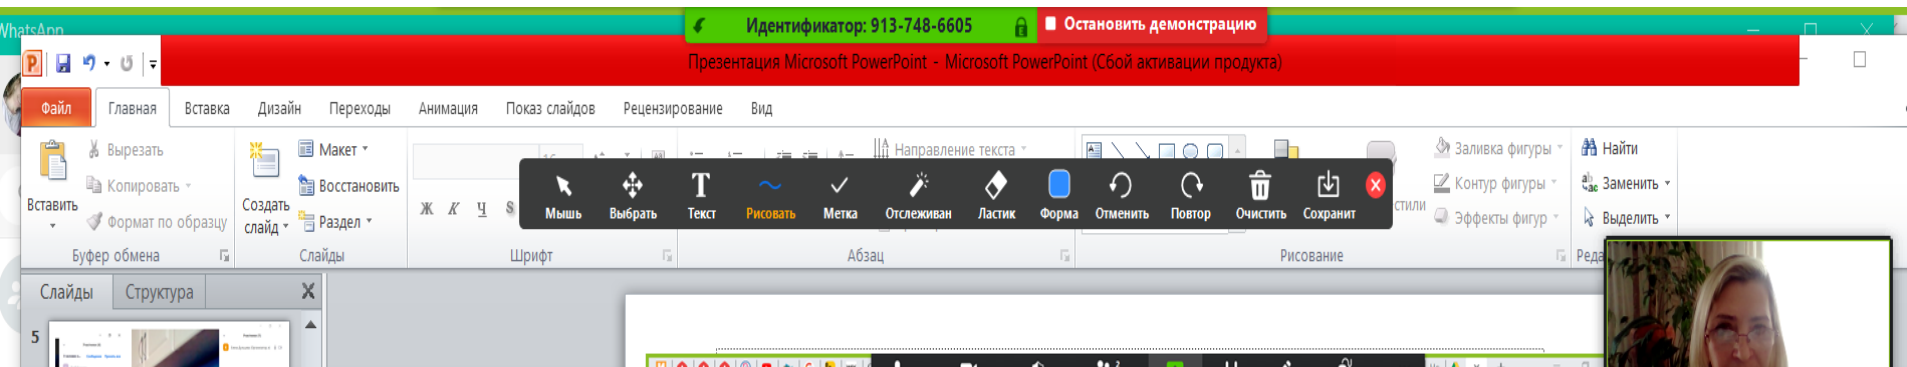 WhatsApp
Идентификатор: 913-748-6605
Остановить демонстрацию
Презентация Microsoft PowerPoint - Microsoft PowerPoint (Сбой активации продукта)
Файл Главная Вставка Дизайн Переходы Анимация Показ слайдов Рецензирование Вид
Вставить
Вырезать
Копировать
Формат по образцу
Буфер обмена
Создать
слайд
Макет
Восстановить
Раздел
Слайды
Ж К Ч S
Шрифт
Направление текста
Абзац
Мышь Выбрать Текст Рисовать Метка Отслеживан Ластик Форма Отменить Повтор Очистить Сохранит
стили
Заливка фигуры
Контур фигуры
Эффекты фигур
Рисование
Найти
Заменить
Выделить
Реда
Слайды Структура
5